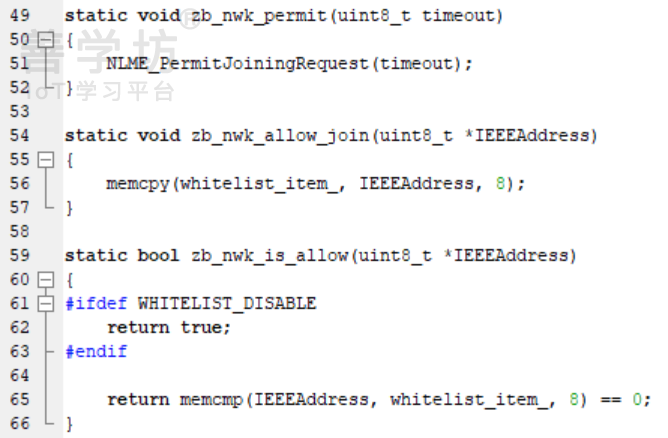 49 static void zb_nwk_permit(uint8_t timeout)
50 {
51     NLME_PermitJoiningRequest(timeout);
52 }
53
54 static void zb_nwk_allow_join(uint8_t *IEEEAddress)
55 {
56     memcpy(whitelist_item_, IEEEAddress, 8);
57 }
58
59 static bool zb_nwk_is_allow(uint8_t *IEEEAddress)
60 {
61 #ifdef WHITELIST_DISABLE
62     return true;
63 #endif
64
65     return memcmp(IEEEAddress, whitelist_item_, 8) == 0;
66 }
善学坊®
IoT学习平台